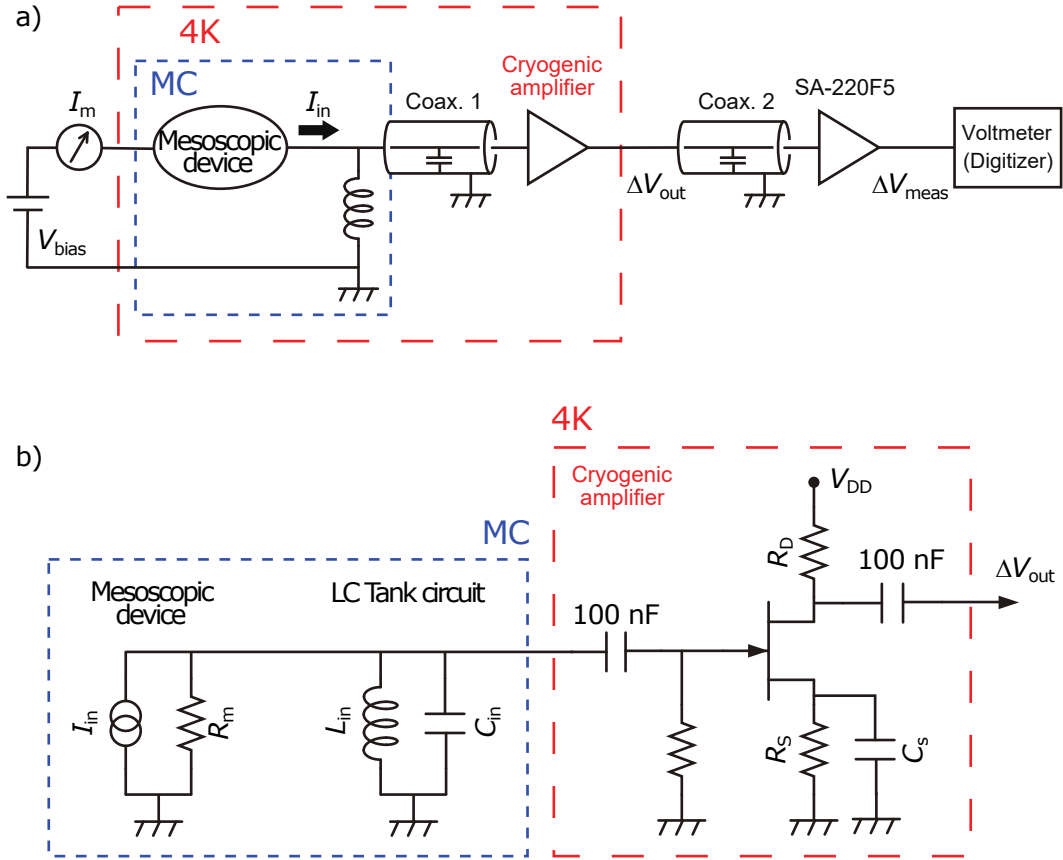 a)
4K
MC
Cryogenic
amplifier
SA-220F5
I_m
I_in
Coax. 1
Coax. 2
Mesoscopic
device
Voltmeter
(Digitizer)
V_bias
ΔV_out
ΔV_meas
4K
b)
Cryogenic
amplifier
V_DD
MC
R_D
100 nF
ΔV_out
Mesoscopic
device
LC Tank circuit
100 nF
I_in
R_m
L_in
C_in
R_S
C_s